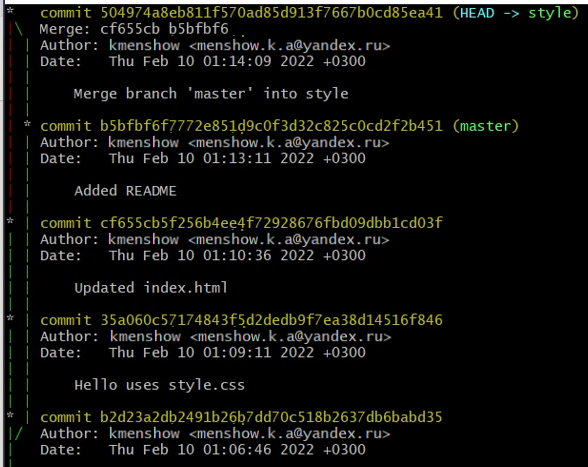 *   commit 504974a8eb811f570ad85d913f7667b0cd85ea41 (HEAD -> style)
|\  Merge: cf655cb b5bfbf6
| | Author: kmenshow <menshow.k.a@yandex.ru>
| | Date:   Thu Feb 10 01:14:09 2022 +0300
| |
| |     Merge branch 'master' into style
| |
| * commit b5bfbf6f7772e851d9c0f3d32c825c0cd2f2b451 (master)
| | Author: kmenshow <menshow.k.a@yandex.ru>
| | Date:   Thu Feb 10 01:13:11 2022 +0300
| |
| |     Added README
| |
* | commit cf655cb5f256b4ee4f72928676fbd09dbb1cd03f
| | Author: kmenshow <menshow.k.a@yandex.ru>
| | Date:   Thu Feb 10 01:10:36 2022 +0300
| |
| |     Updated index.html
| |
* | commit 35a060c57174843f5d2dedb9f7ea38d14516f846
| | Author: kmenshow <menshow.k.a@yandex.ru>
| | Date:   Thu Feb 10 01:09:11 2022 +0300
| |
| |     Hello uses style.css
| |
* | commit b2d23a2db2491b26b7dd70c518b2637db6babd35
|/  Author: kmenshow <menshow.k.a@yandex.ru>
|   Date:   Thu Feb 10 01:06:46 2022 +0300